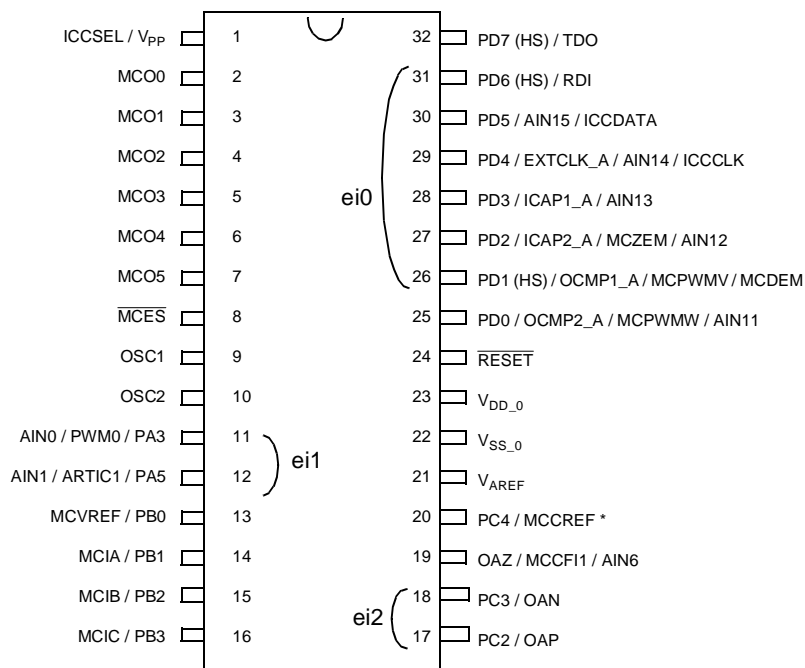 ICCSEL / VPP 1 32 PD7 (HS) / TDO
MCO0 2 31 PD6 (HS) / RDI
MCO1 3 30 PD5 / AIN15 / ICCDATA
MCO2 4 29 PD4 / EXTCLK_A / AIN14 / ICCCLK
MCO3 5 ei0 28 PD3 / ICAP1_A / AIN13
MCO4 6 27 PD2 / ICAP2_A / MCZEM / AIN12
MCO5 7 26 PD1 (HS) / OCMP1_A / MCPWMV / MCDEM
MCES 8 25 PD0 / OCMP2_A / MCPWMW / AIN11
OSC1 9 24 RESET
OSC2 10 23 VDD_0
AIN0 / PWM0 / PA3 11 22 VSS_0
ei1
AIN1 / ARTIC1 / PA5 12 21 VAREF
MCVREF / PB0 13 20 PC4 / MCCREF *
MCIA / PB1 14 19 OAZ / MCCFI1 / AIN6
MCIB / PB2 15 18 PC3 / OAN
ei2
MCIC / PB3 16 17 PC2 / OAP